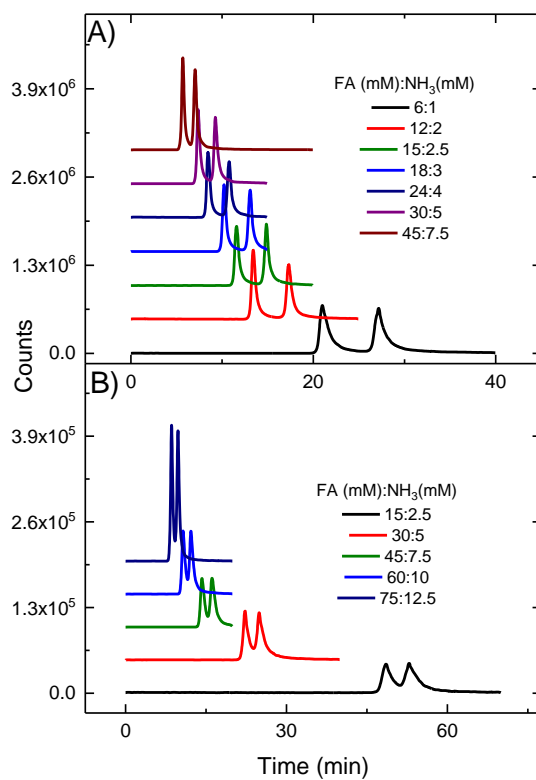 A)
FA (mM):NH₃(mM)
6:1
12:2
15:2.5
18:3
24:4
30:5
45:7.5
3.9x10⁶
2.6x10⁶
1.3x10⁶
0.0
0
20
40
Counts
B)
FA (mM):NH₃(mM)
15:2.5
30:5
45:7.5
60:10
75:12.5
3.9x10⁵
2.6x10⁵
1.3x10⁵
0.0
0
30
60
Time (min)